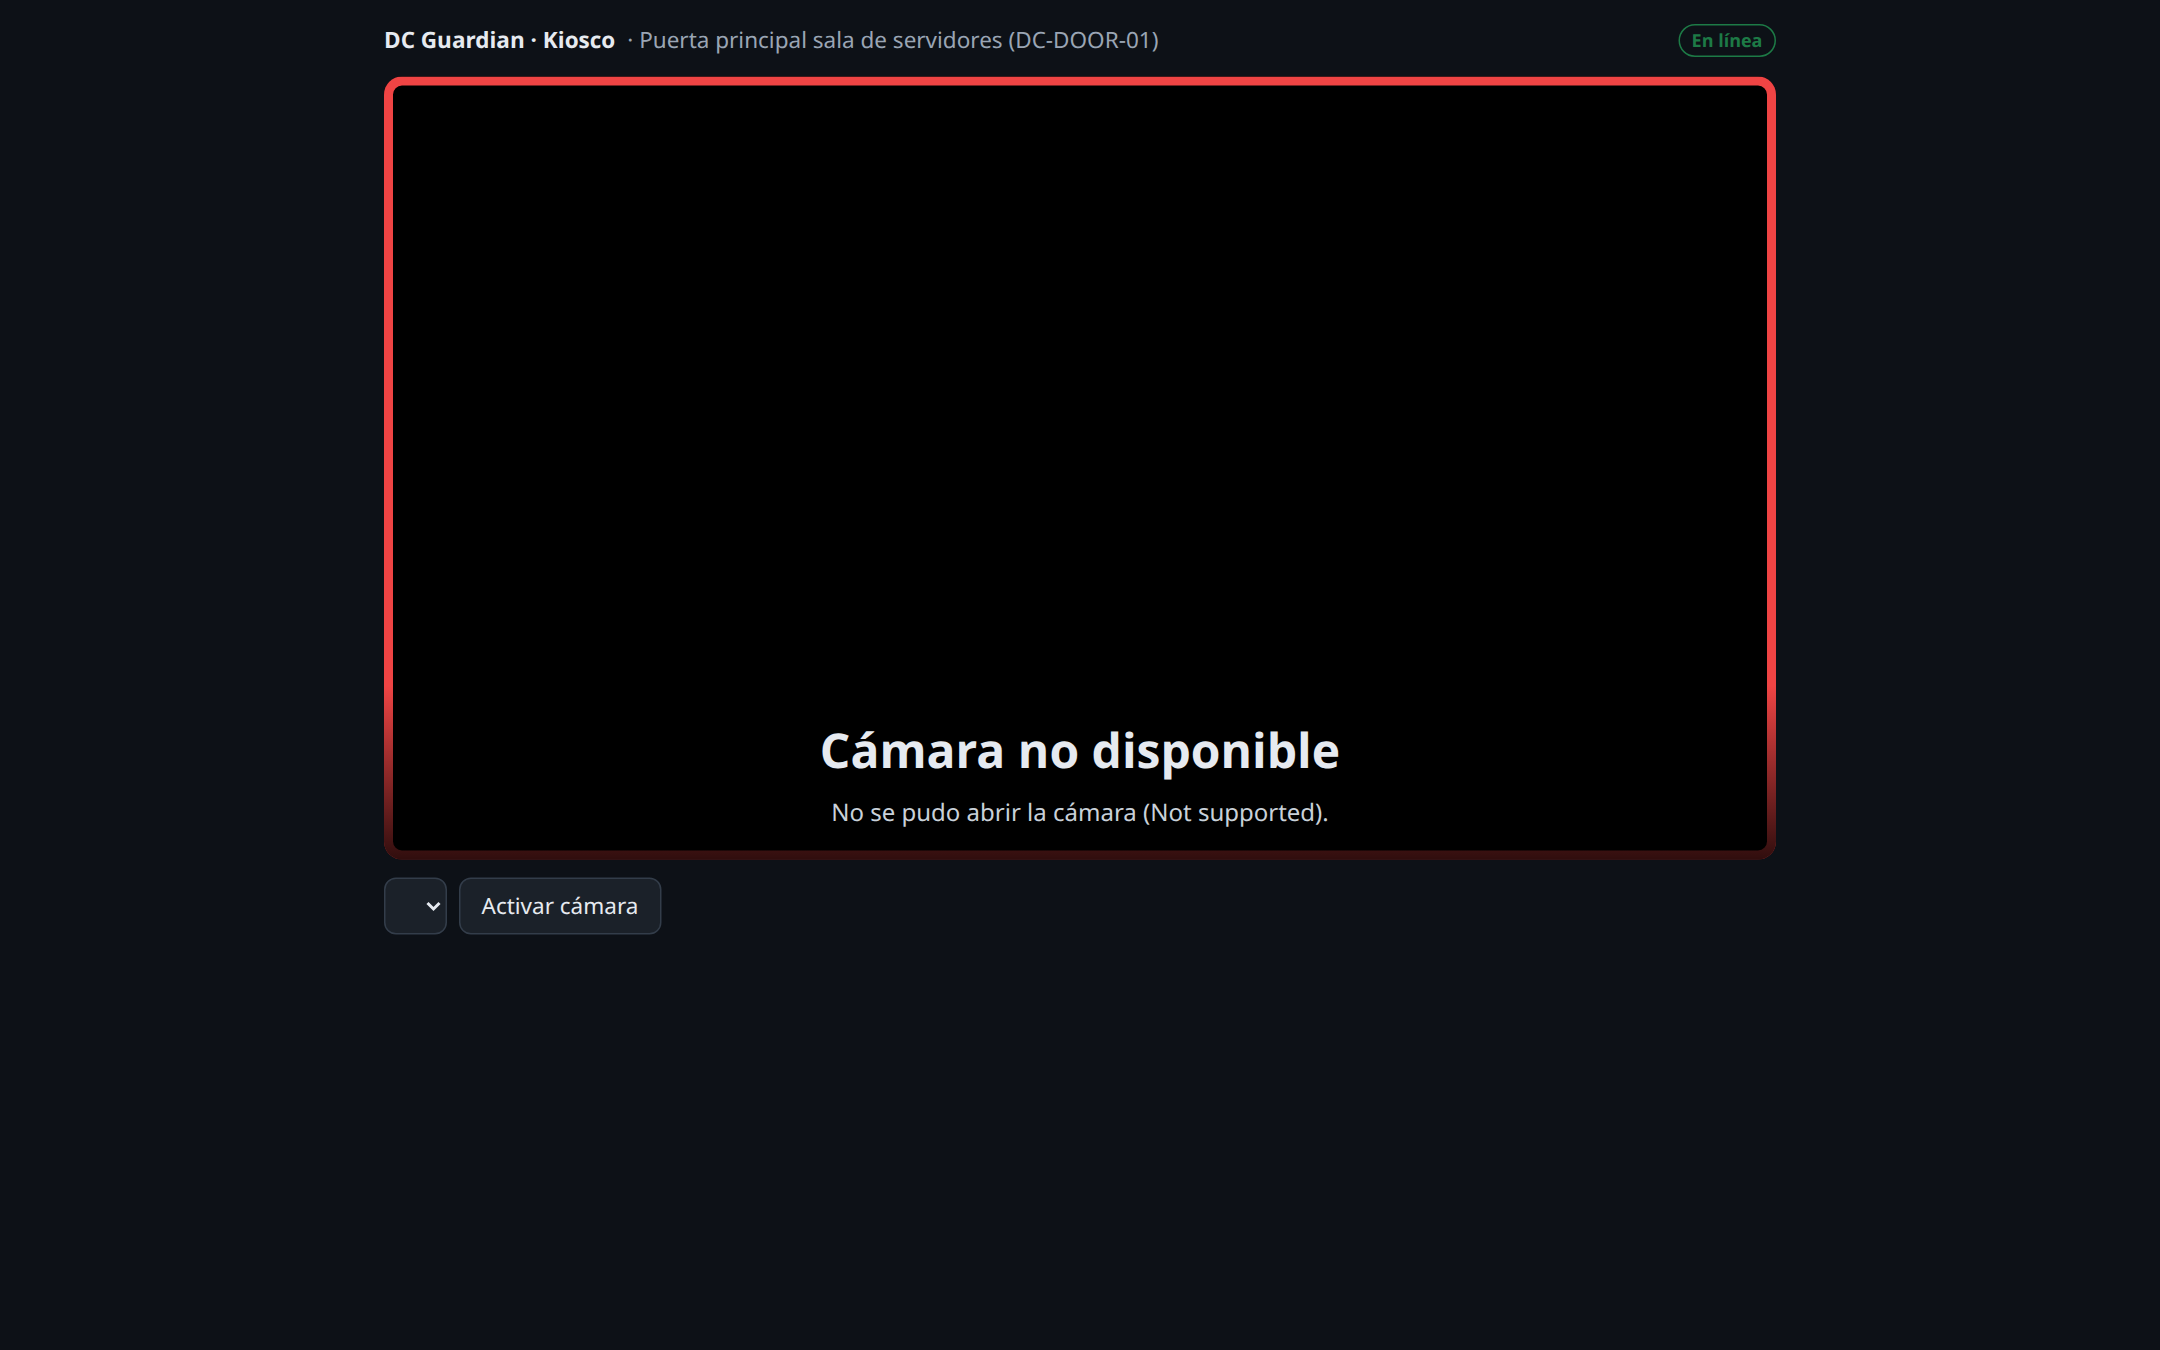 DC Guardian · Kiosco · Puerta principal sala de servidores (DC-DOOR-01)
En línea
Cámara no disponible
No se pudo abrir la cámara (Not supported).
Activar cámara